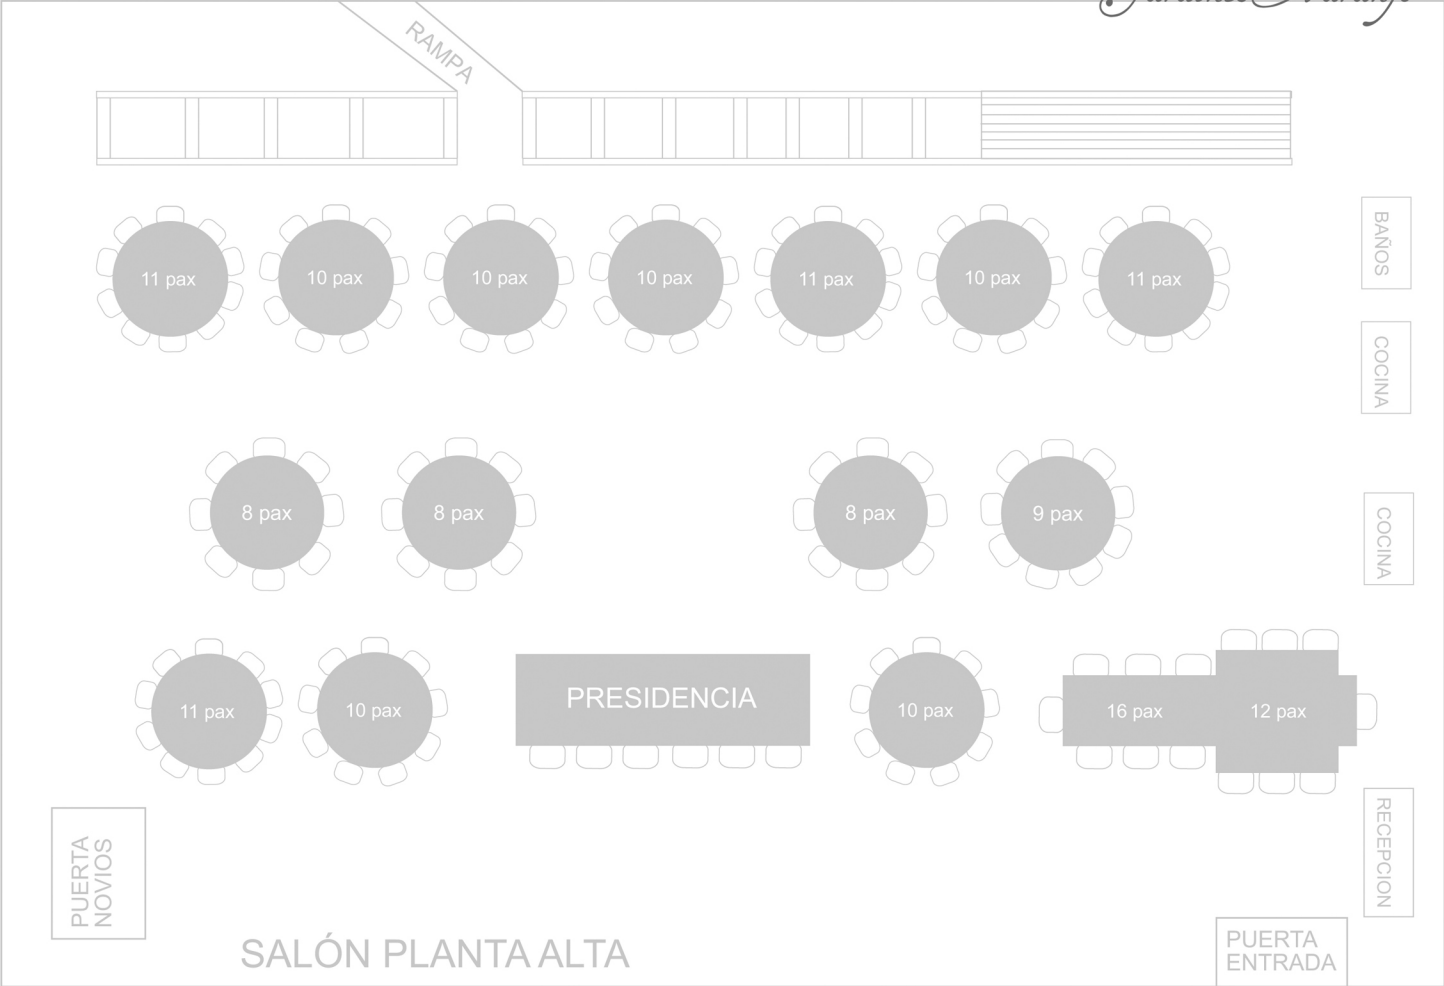 RAMPA
11 pax
10 pax
10 pax
10 pax
11 pax
10 pax
11 pax
BAÑOS
COCINA
8 pax
8 pax
8 pax
9 pax
COCINA
11 pax
10 pax
PRESIDENCIA
10 pax
16 pax
12 pax
RECEPCION
PUERTA
NOVIOS
SALÓN PLANTA ALTA
PUERTA
ENTRADA